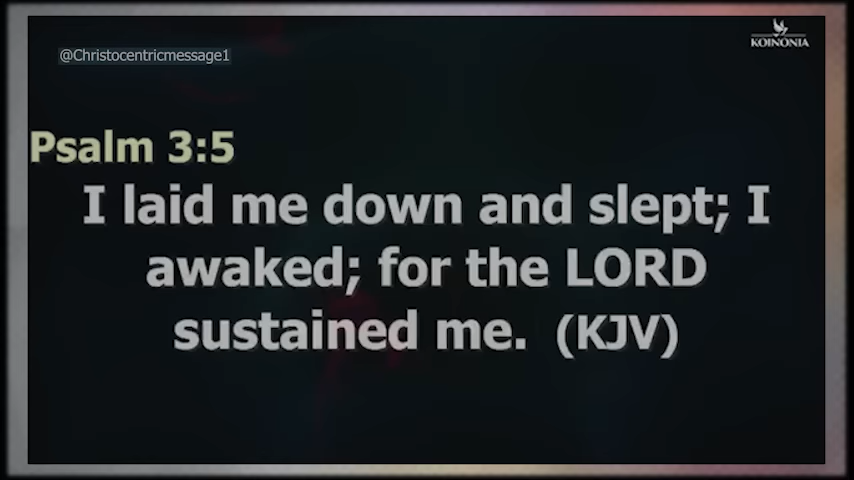 @Christocentricmessage1
KOINONIA
Psalm 3:5
I laid me down and slept; I
awaked; for the LORD
sustained me. (KJV)